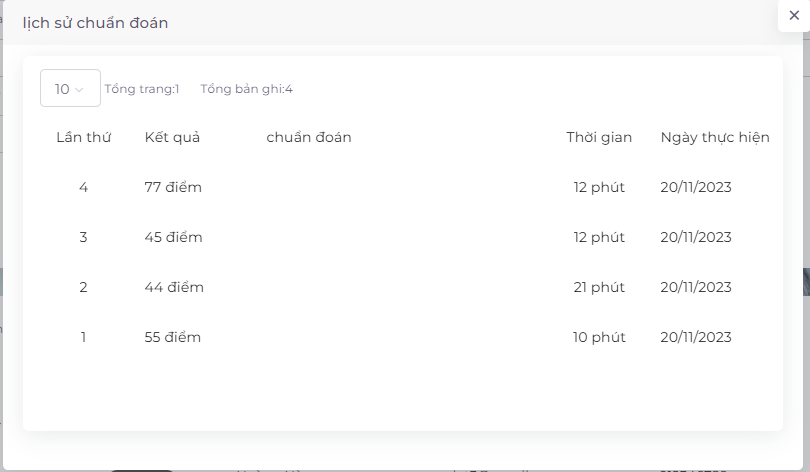 lịch sử chuẩn đoán
10 Tổng trang:1 Tổng bản ghi:4
Lần thứ Kết quả chuẩn đoán Thời gian Ngày thực hiện
4 77 điểm 12 phút 20/11/2023
3 45 điểm 12 phút 20/11/2023
2 44 điểm 21 phút 20/11/2023
1 55 điểm 10 phút 20/11/2023